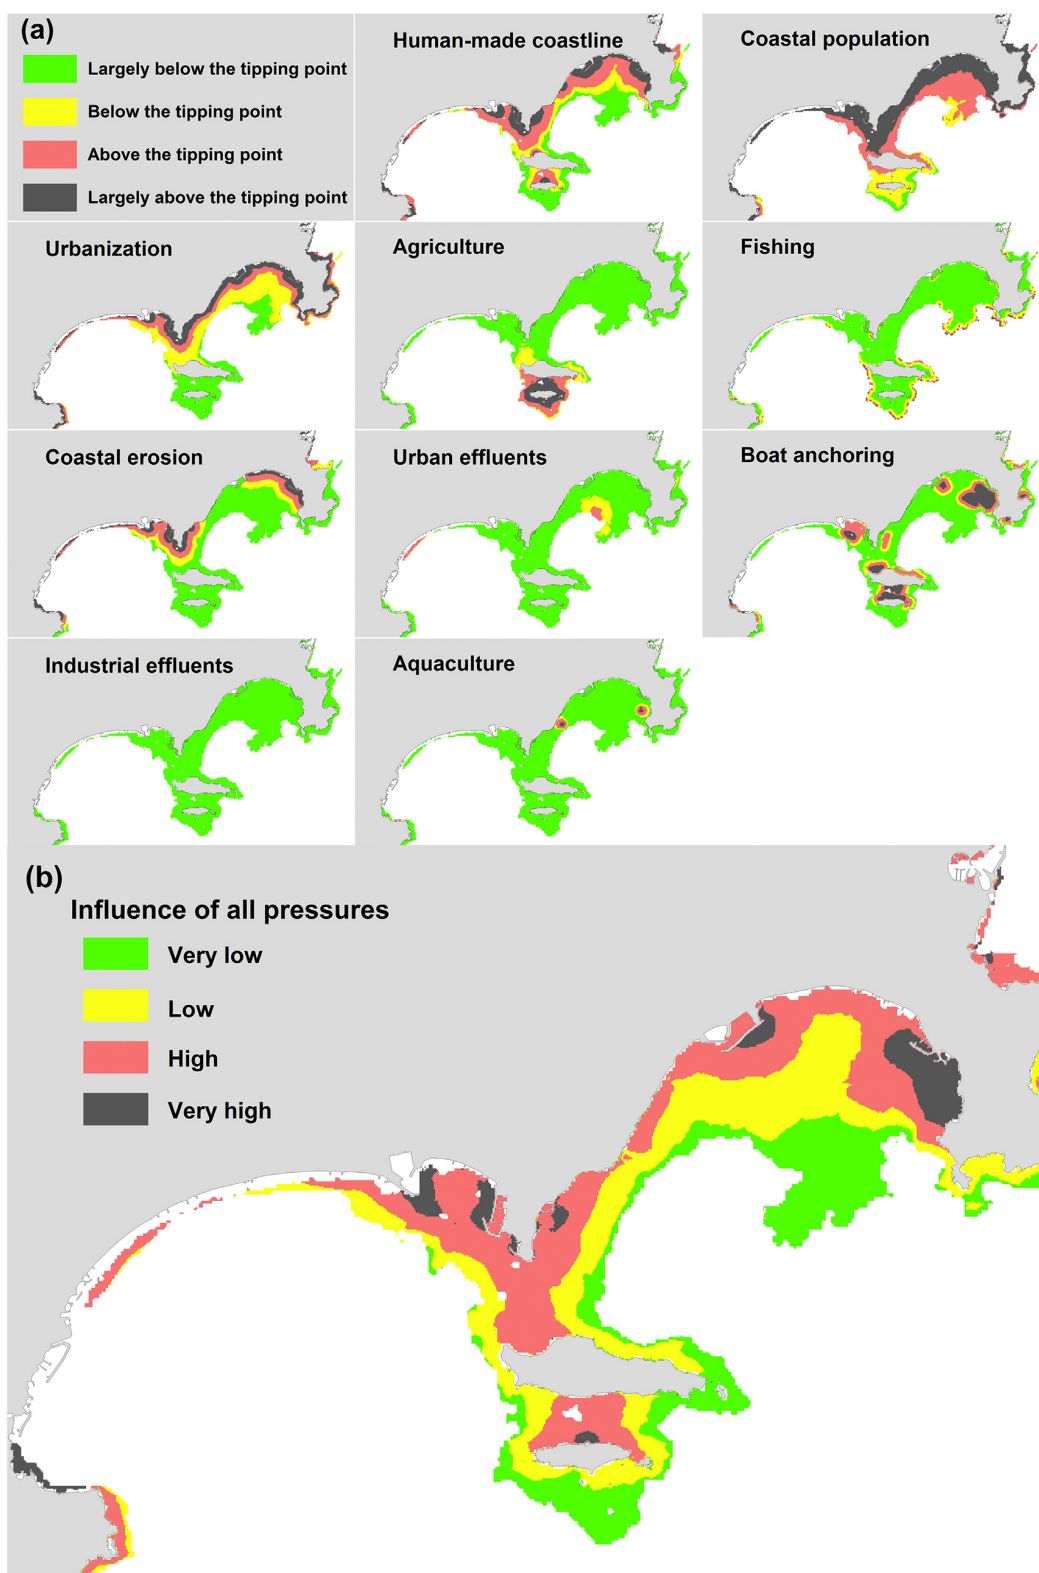 (a)
Largely below the tipping point
Below the tipping point
Above the tipping point
Largely above the tipping point
Human-made coastline
Coastal population
Urbanization
Agriculture
Fishing
Coastal erosion
Urban effluents
Boat anchoring
Industrial effluents
Aquaculture
(b)
Influence of all pressures
Very low
Low
High
Very high